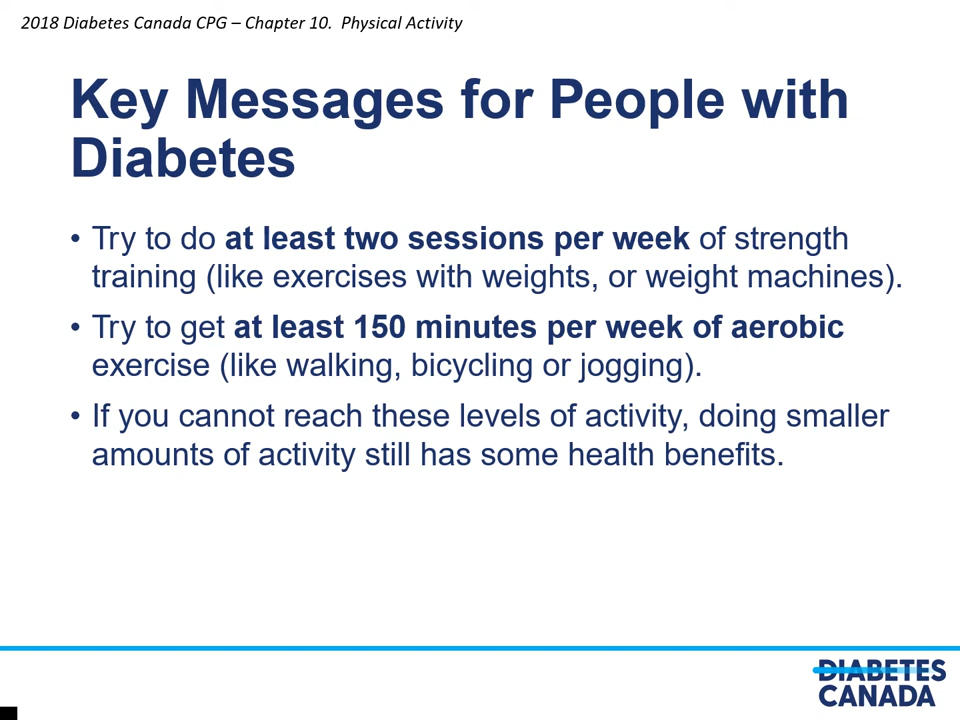 2018 Diabetes Canada CPG – Chapter 10.  Physical Activity
Key Messages for People with
Diabetes
• Try to do at least two sessions per week of strength
training (like exercises with weights, or weight machines).
• Try to get at least 150 minutes per week of aerobic
exercise (like walking, bicycling or jogging).
• If you cannot reach these levels of activity, doing smaller
amounts of activity still has some health benefits.
DIABETES
CANADA